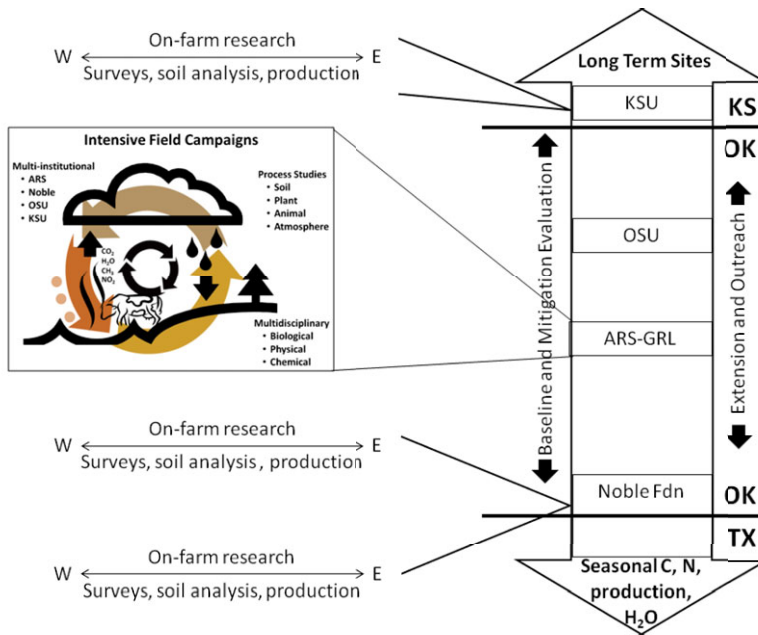 On-farm research
W E
Surveys, soil analysis, production
Intensive Field Campaigns
Multi-institutional
• ARS
• Noble
• OSU
• KSU
Process Studies
• Soil
• Plant
• Animal
• Atmosphere
CO₂
H₂O
CH₄
NO₂
Multidisciplinary
• Biological
• Physical
• Chemical
On-farm research
W E
Surveys, soil analysis, production
On-farm research
W E
Surveys, soil analysis, production
Long Term Sites
KSU
KS
OK
OSU
ARS-GRL
Baseline and Mitigation Evaluation
Extension and Outreach
Noble Fdn
OK
TX
Seasonal C, N,
production,
H₂O